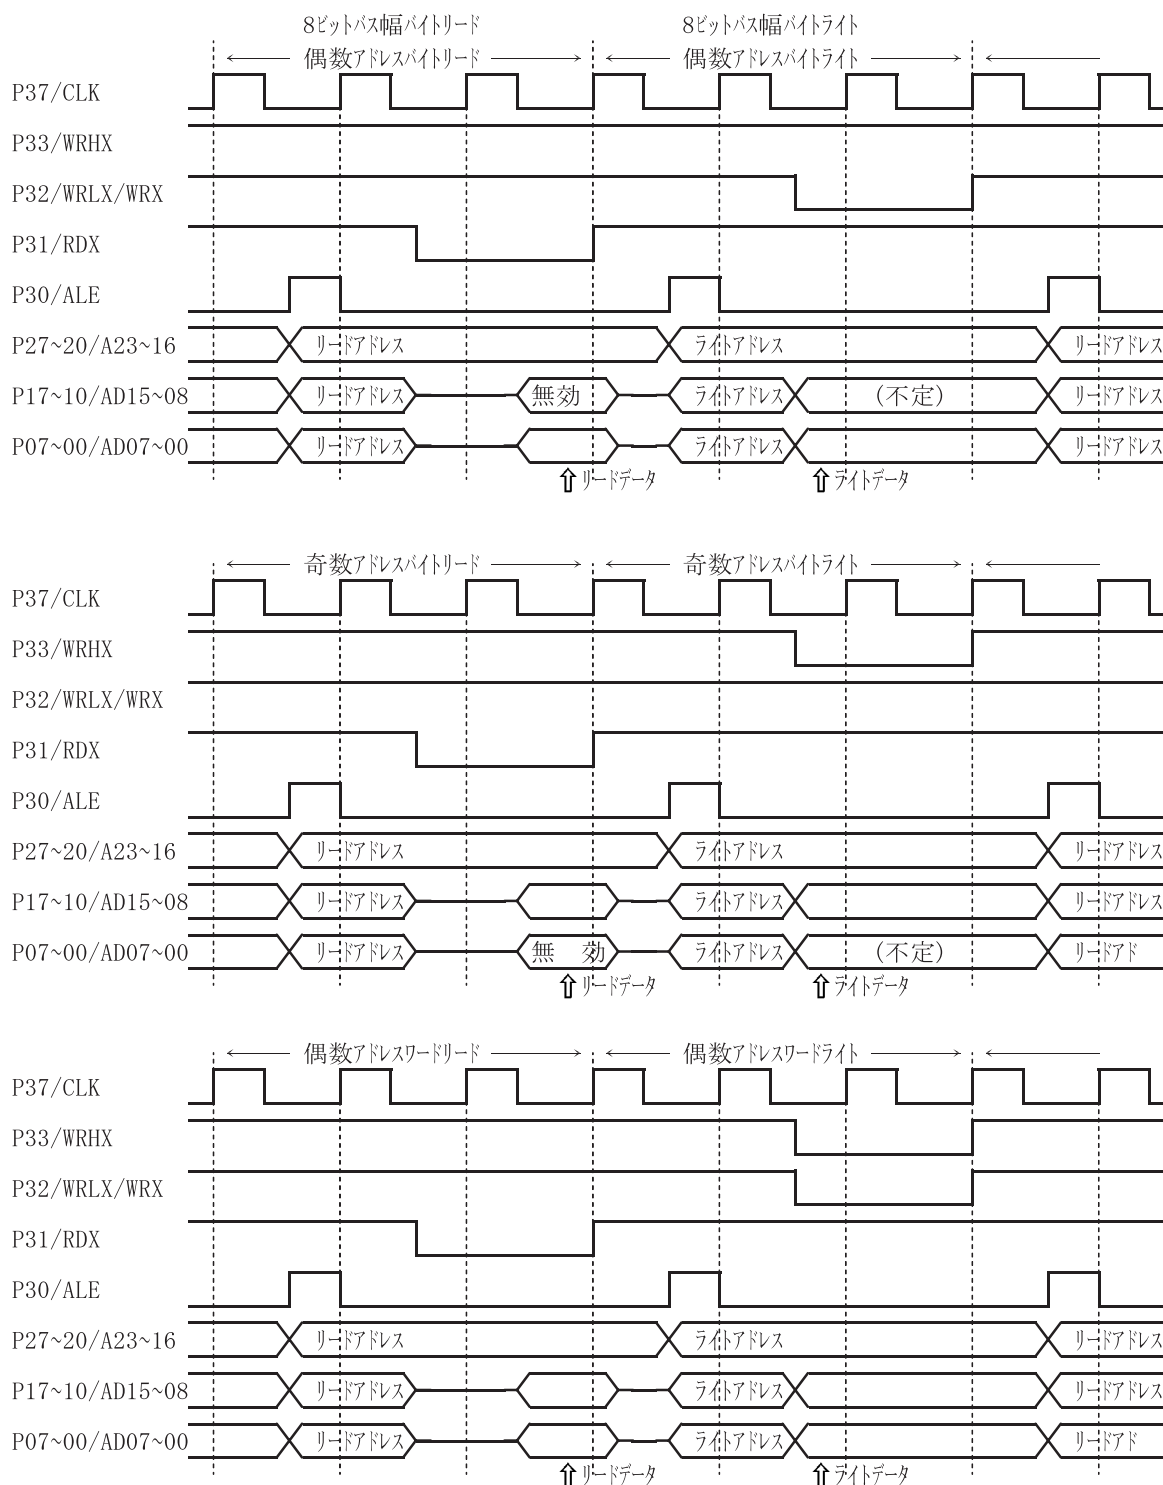 8ビットバス幅バイトリード 8ビットバス幅バイトライト
偶数アドレスバイトリード 偶数アドレスバイトライト
P37/CLK
P33/WRHX
P32/WRLX/WRX
P31/RDX
P30/ALE
P27~20/A23~16 リードアドレス ライトアドレス リードアドレス
P17~10/AD15~08 リードアドレス 無効 ライトアドレス (不定) リードアドレス
P07~00/AD07~00 リードアドレス ライトアドレス リードアドレス
⇧リードデータ ⇧ライトデータ
奇数アドレスバイトリード 奇数アドレスバイトライト
P37/CLK
P33/WRHX
P32/WRLX/WRX
P31/RDX
P30/ALE
P27~20/A23~16 リードアドレス ライトアドレス リードアドレス
P17~10/AD15~08 リードアドレス ライトアドレス リードアドレス
P07~00/AD07~00 リードアドレス 無 効 ライトアドレス (不定) リードアド
⇧リードデータ ⇧ライトデータ
偶数アドレスワードリード 偶数アドレスワードライト
P37/CLK
P33/WRHX
P32/WRLX/WRX
P31/RDX
P30/ALE
P27~20/A23~16 リードアドレス ライトアドレス リードアドレス
P17~10/AD15~08 リードアドレス ライトアドレス リードアドレス
P07~00/AD07~00 リードアドレス ライトアドレス リードアド
⇧リードデータ ⇧ライトデータ